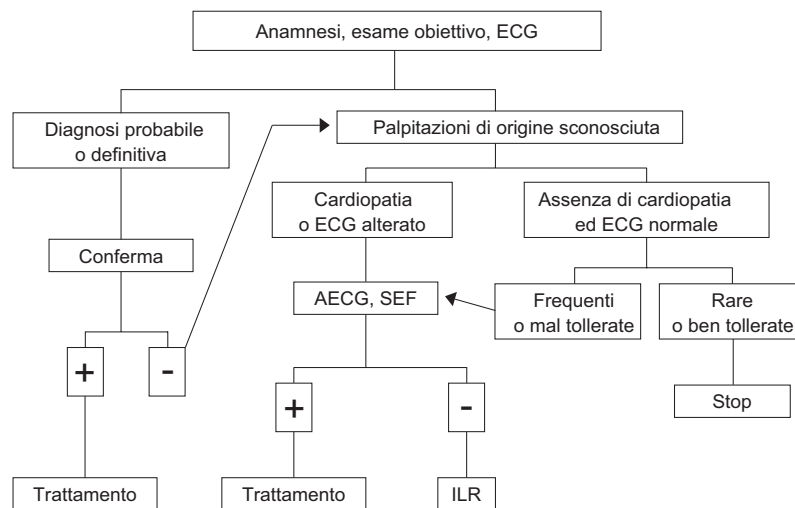 Anamnesi, esame obiettivo, ECG
Diagnosi probabile
o definitiva
Palpitazioni di origine sconosciuta
Cardiopatia
o ECG alterato
Assenza di cardiopatia
ed ECG normale
Conferma
AECG, SEF
Frequenti
o mal tollerate
Rare
o ben tollerate
+
-
+
-
Stop
Trattamento
Trattamento
ILR